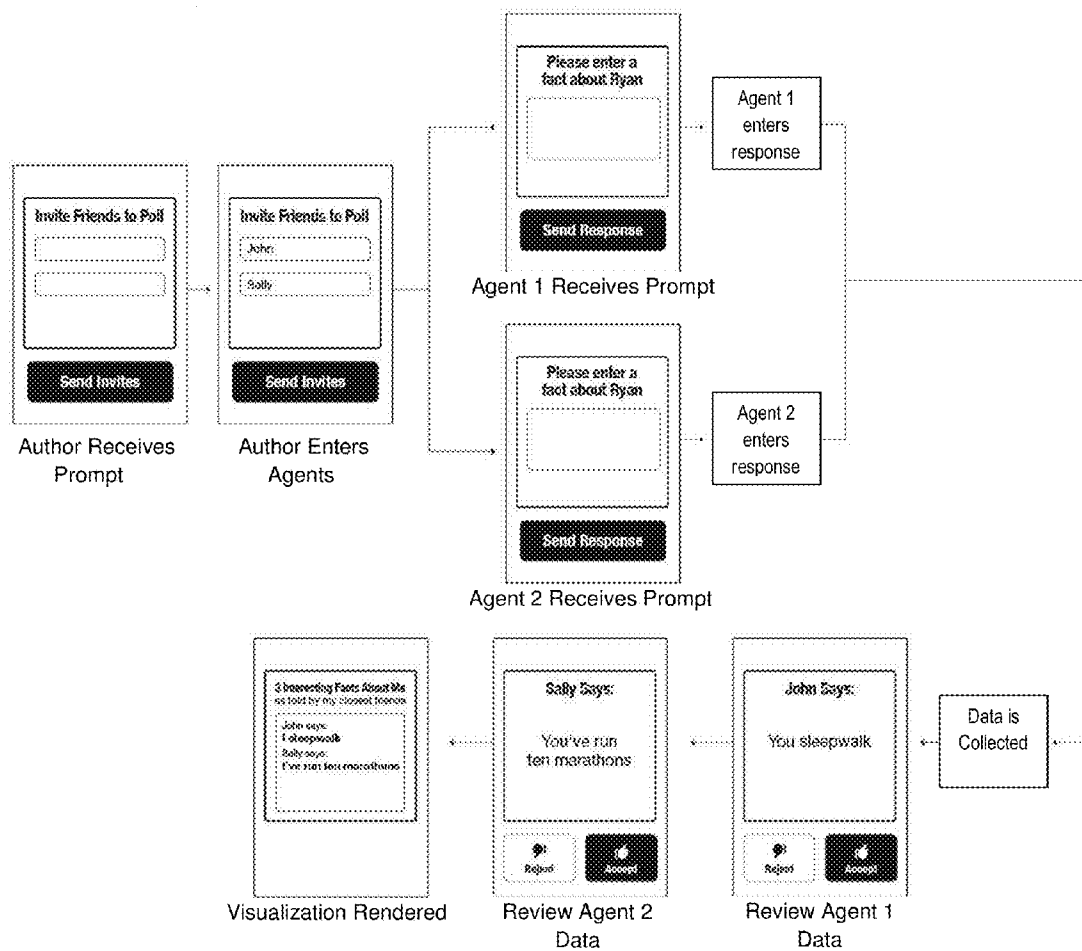 Invite Friends to Poll
Send Invites
Author Receives
Prompt
Invite Friends to Poll
John
Sally
Send Invites
Author Enters
Agents
Please enter a
fact about Ryan
Send Response
Agent 1 Receives Prompt
Agent 1
enters
response
Please enter a
fact about Ryan
Send Response
Agent 2 Receives Prompt
Agent 2
enters
response
Data is
Collected
John Says:
You sleepwalk
Reject
Accept
Review Agent 1
Data
Sally Says:
You've run
ten marathons
Reject
Accept
Review Agent 2
Data
3 Interesting Facts About Me
as told by my closest friends
John says:
I sleepwalk
Sally says:
I've run ten marathons
Visualization Rendered